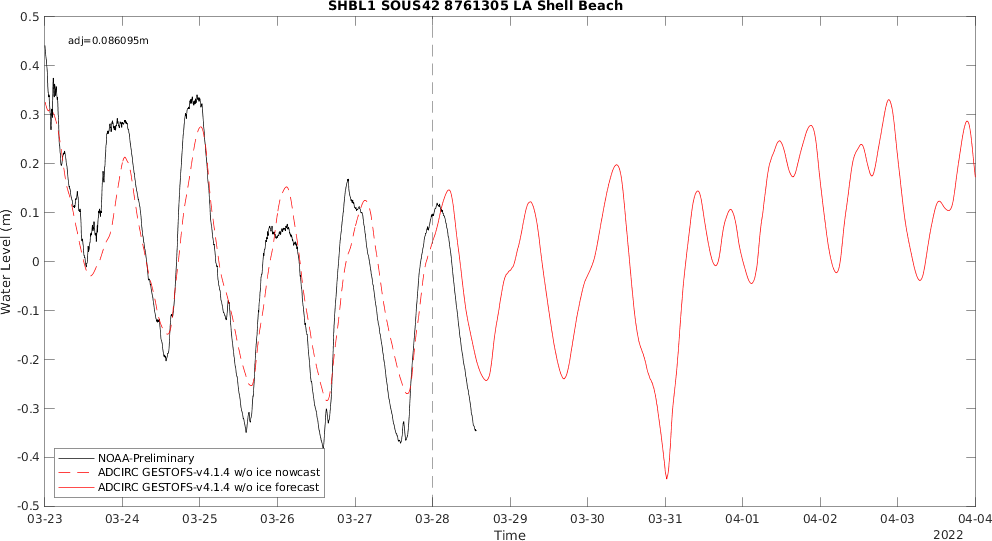 SHBL1 SOUS42 8761305 LA Shell Beach
adj=0.086095m
Water Level (m)
0.5
0.4
0.3
0.2
0.1
0
-0.1
-0.2
-0.3
-0.4
-0.5
NOAA-Preliminary
ADCIRC GESTOFS-v4.1.4 w/o ice nowcast
ADCIRC GESTOFS-v4.1.4 w/o ice forecast
03-23 03-24 03-25 03-26 03-27 03-28 03-29 03-30 03-31 04-01 04-02 04-03 04-04
Time
2022